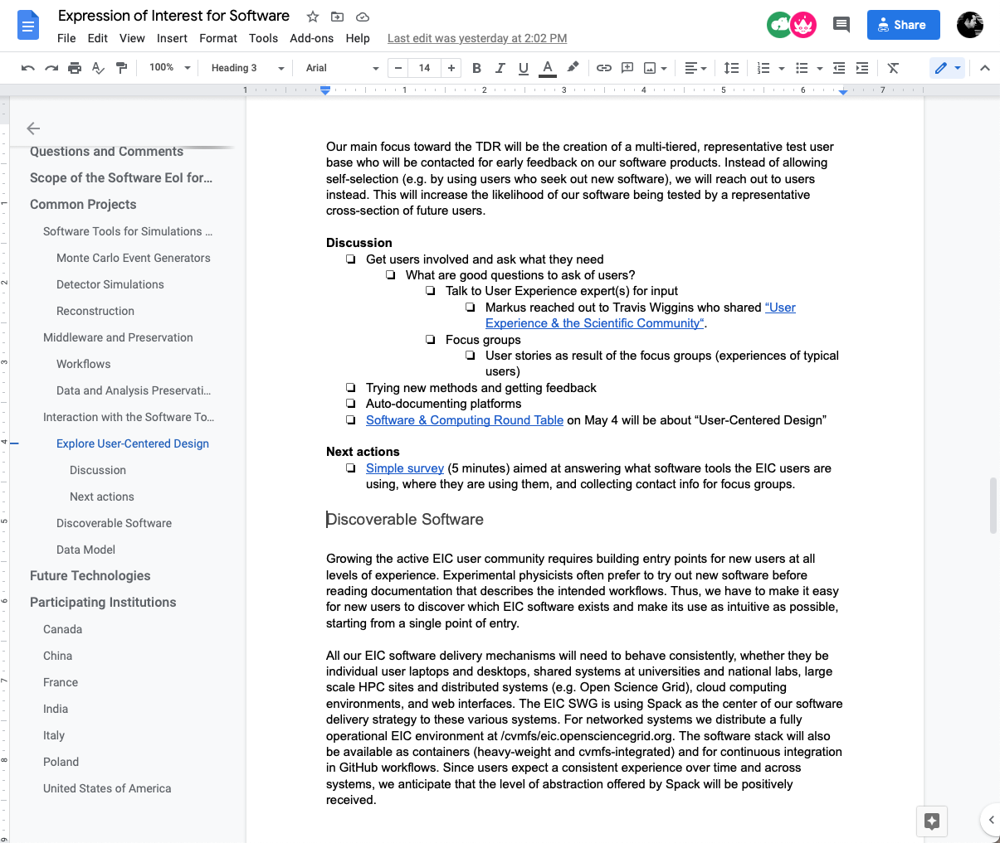 Expression of Interest for Software
File Edit View Insert Format Tools Add-ons Help Last edit was yesterday at 2:02 PM
Share
100% Heading 3 Arial 14
1 1 2 3 4 5 6 7
Questions and Comments
Scope of the Software EoI for...
Common Projects
Software Tools for Simulations ...
Monte Carlo Event Generators
Detector Simulations
Reconstruction
Middleware and Preservation
Workflows
Data and Analysis Preservati...
Interaction with the Software To...
Explore User-Centered Design
Discussion
Next actions
Discoverable Software
Data Model
Future Technologies
Participating Institutions
Canada
China
France
India
Italy
Poland
United States of America
1
2
3
4
5
6
7
8
9
Our main focus toward the TDR will be the creation of a multi-tiered, representative test user
base who will be contacted for early feedback on our software products. Instead of allowing
self-selection (e.g. by using users who seek out new software), we will reach out to users
instead. This will increase the likelihood of our software being tested by a representative
cross-section of future users.
Discussion
❏ Get users involved and ask what they need
❏ What are good questions to ask of users?
❏ Talk to User Experience expert(s) for input
❏ Markus reached out to Travis Wiggins who shared “User
Experience & the Scientific Community“.
❏ Focus groups
❏ User stories as result of the focus groups (experiences of typical
users)
❏ Trying new methods and getting feedback
❏ Auto-documenting platforms
❏ Software & Computing Round Table on May 4 will be about “User-Centered Design”
Next actions
❏ Simple survey (5 minutes) aimed at answering what software tools the EIC users are
using, where they are using them, and collecting contact info for focus groups.
Discoverable Software
Growing the active EIC user community requires building entry points for new users at all
levels of experience. Experimental physicists often prefer to try out new software before
reading documentation that describes the intended workflows. Thus, we have to make it easy
for new users to discover which EIC software exists and make its use as intuitive as possible,
starting from a single point of entry.
All our EIC software delivery mechanisms will need to behave consistently, whether they be
individual user laptops and desktops, shared systems at universities and national labs, large
scale HPC sites and distributed systems (e.g. Open Science Grid), cloud computing
environments, and web interfaces. The EIC SWG is using Spack as the center of our software
delivery strategy to these various systems. For networked systems we distribute a fully
operational EIC environment at /cvmfs/eic.opensciencegrid.org. The software stack will also
be available as containers (heavy-weight and cvmfs-integrated) and for continuous integration
in GitHub workflows. Since users expect a consistent experience over time and across
systems, we anticipate that the level of abstraction offered by Spack will be positively
received.